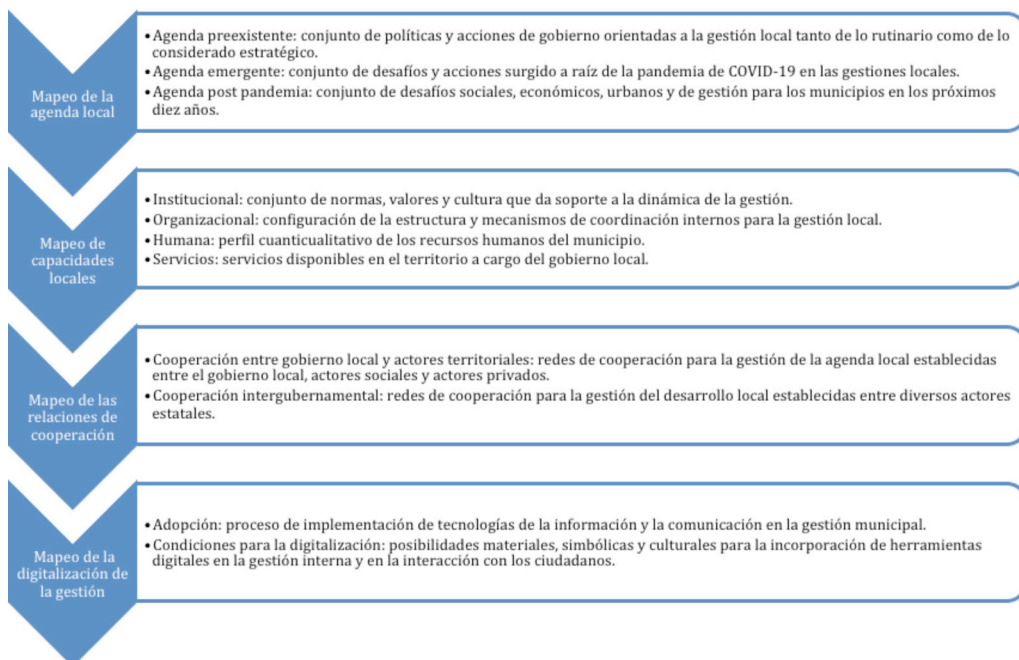 Mapeo de la
agenda local
• Agenda preexistente: conjunto de políticas y acciones de gobierno orientadas a la gestión local tanto de lo rutinario como de lo
considerado estratégico.
• Agenda emergente: conjunto de desafíos y acciones surgido a raíz de la pandemia de COVID-19 en las gestiones locales.
• Agenda post pandemia: conjunto de desafíos sociales, económicos, urbanos y de gestión para los municipios en los próximos
diez años.
Mapeo de
capacidades
locales
• Institucional: conjunto de normas, valores y cultura que da soporte a la dinámica de la gestión.
• Organizacional: configuración de la estructura y mecanismos de coordinación internos para la gestión local.
• Humana: perfil cuanticualitativo de los recursos humanos del municipio.
• Servicios: servicios disponibles en el territorio a cargo del gobierno local.
Mapeo de las
relaciones de
cooperación
• Cooperación entre gobierno local y actores territoriales: redes de cooperación para la gestión de la agenda local establecidas
entre el gobierno local, actores sociales y actores privados.
• Cooperación intergubernamental: redes de cooperación para la gestión del desarrollo local establecidas entre diversos actores
estatales.
Mapeo de la
digitalización de
la gestión
• Adopción: proceso de implementación de tecnologías de la información y la comunicación en la gestión municipal.
• Condiciones para la digitalización: posibilidades materiales, simbólicas y culturales para la incorporación de herramientas
digitales en la gestión interna y en la interacción con los ciudadanos.